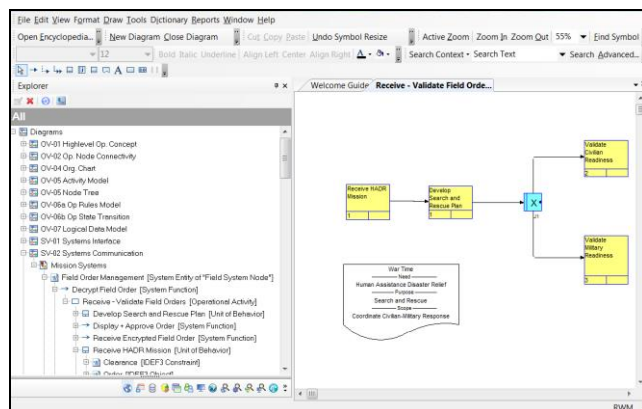 File Edit View Format Draw Tools Dictionary Reports Window Help
Open Encyclopedia... New Diagram Close Diagram Cut Copy Paste Undo Symbol Resize Active Zoom Zoom In Zoom Out 55% Find Symbol
12 Bold Italic Underline Align Left Center Align Right A Search Context Search Text Search Advanced...
Explorer
Welcome Guide Receive - Validate Field Orde...
All
Diagrams
OV-01 Highlevel Op. Concept
OV-02 Op. Node Connectivity
OV-04 Org. Chart
OV-05 Activity Model
OV-05 Node Tree
OV-06a Op Rules Model
OV-06b Op State Transition
OV-07 Logical Data Model
SV-01 Systems Interface
SV-02 Systems Communication
Mission Systems
Field Order Management [System Entity of "Field System Node"]
Decrypt Field Order [System Function]
Receive - Validate Field Orders [Operational Activity]
Develop Search and Rescue Plan [Unit of Behavior]
Display + Approve Order [System Function]
Receive Encrypted Field Order [System Function]
Receive HADR Mission [Unit of Behavior]
Clearance [IDEF3 Constraint]
Order [IDEF3 Object]
Receive HADR
Mission
1
Develop
Search and
Rescue Plan
1
X
J1
Validate
Civilian
Readiness
2
Validate
Military
Readiness
3
War Time
Need
Human Assistance Disaster Relief
Purpose
Search and Rescue
Scope
Coordinate Civilian-Military Response
RWM